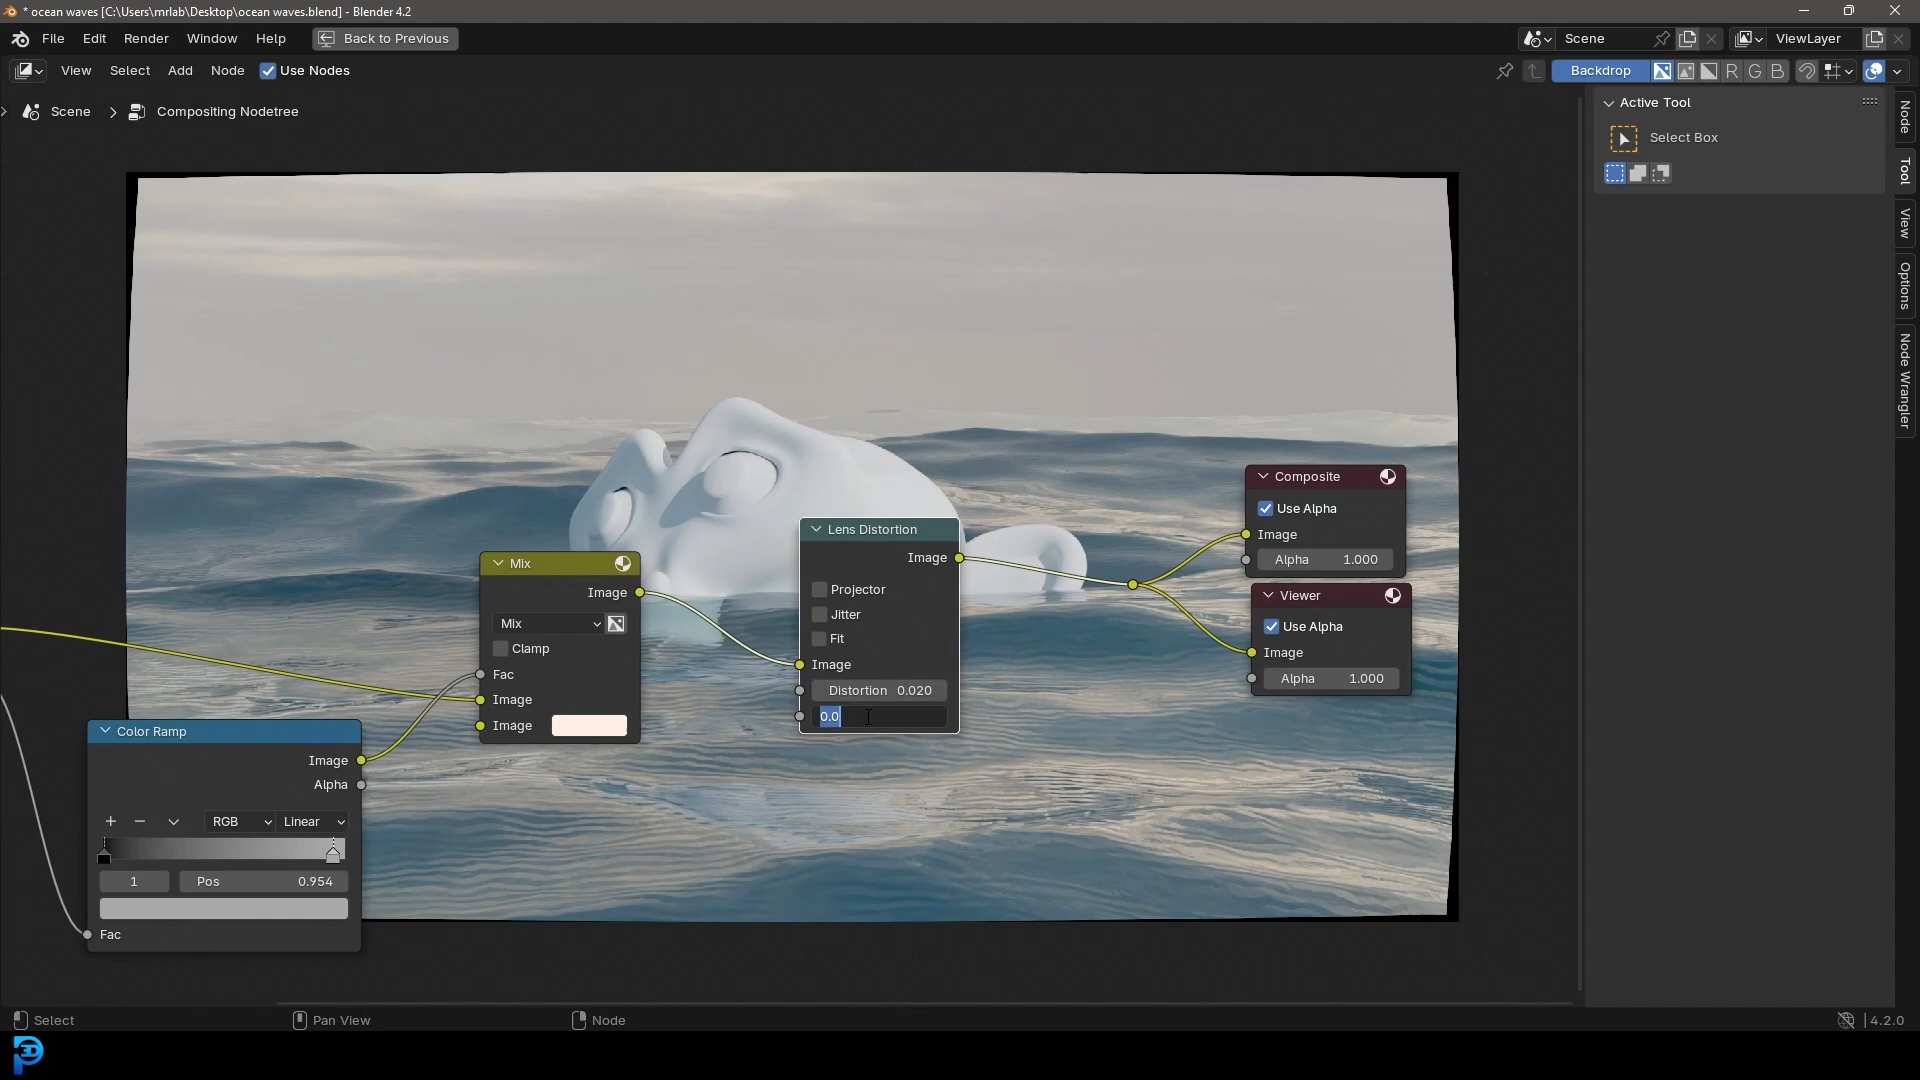 * ocean waves [C:\Users\mrlab\Desktop\ocean waves.blend] - Blender 4.2
File Edit Render Window Help Back to Previous Scene ViewLayer
View Select Add Node Use Nodes Backdrop R G B
Scene > Compositing Nodetree
Active Tool
Select Box
Node
Tool
View
Options
Node Wrangler
Composite
Use Alpha
Image
Alpha 1.000
Viewer
Use Alpha
Image
Alpha 1.000
Lens Distortion
Image
Projector
Jitter
Fit
Image
Distortion 0.020
0.0
Mix
Image
Mix
Clamp
Fac
Image
Image
Color Ramp
Image
Alpha
+ − RGB Linear
1 Pos 0.954
Fac
Select Pan View Node 4.2.0
3D